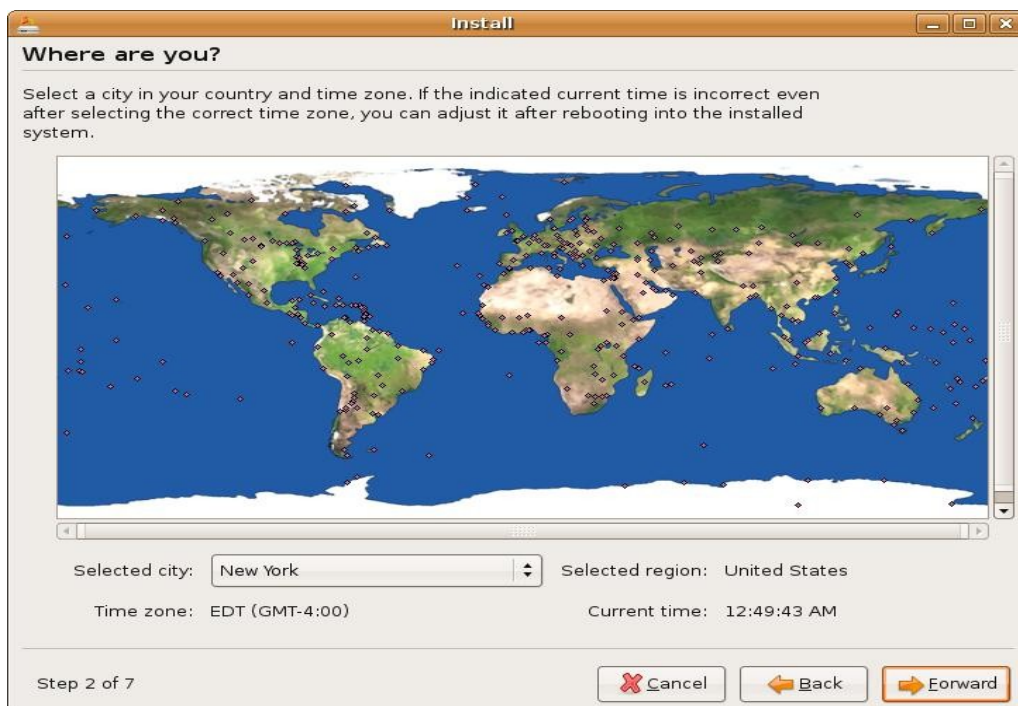 Install
Where are you?
Select a city in your country and time zone. If the indicated current time is incorrect even
after selecting the correct time zone, you can adjust it after rebooting into the installed
system.
Selected city: New York Selected region: United States
Time zone: EDT (GMT-4:00) Current time: 12:49:43 AM
Step 2 of 7 Cancel Back Forward